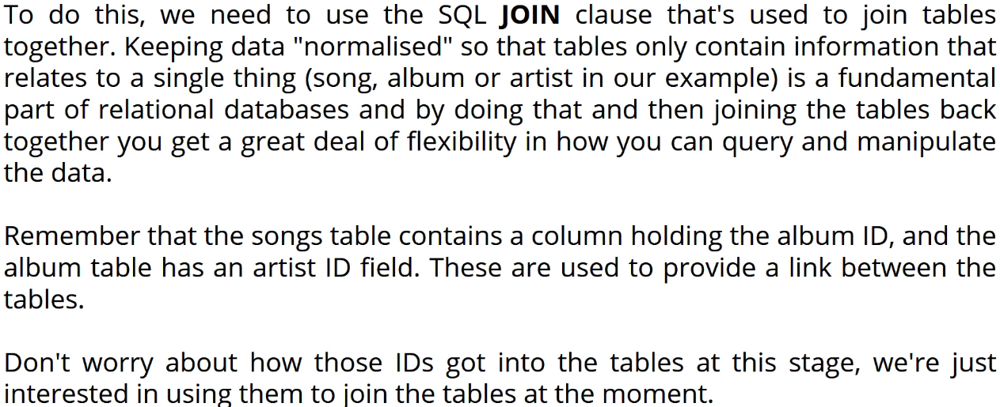 To do this, we need to use the SQL JOIN clause that's used to join tables
together. Keeping data "normalised" so that tables only contain information that
relates to a single thing (song, album or artist in our example) is a fundamental
part of relational databases and by doing that and then joining the tables back
together you get a great deal of flexibility in how you can query and manipulate
the data.
Remember that the songs table contains a column holding the album ID, and the
album table has an artist ID field. These are used to provide a link between the
tables.
Don't worry about how those IDs got into the tables at this stage, we're just
interested in using them to join the tables at the moment.